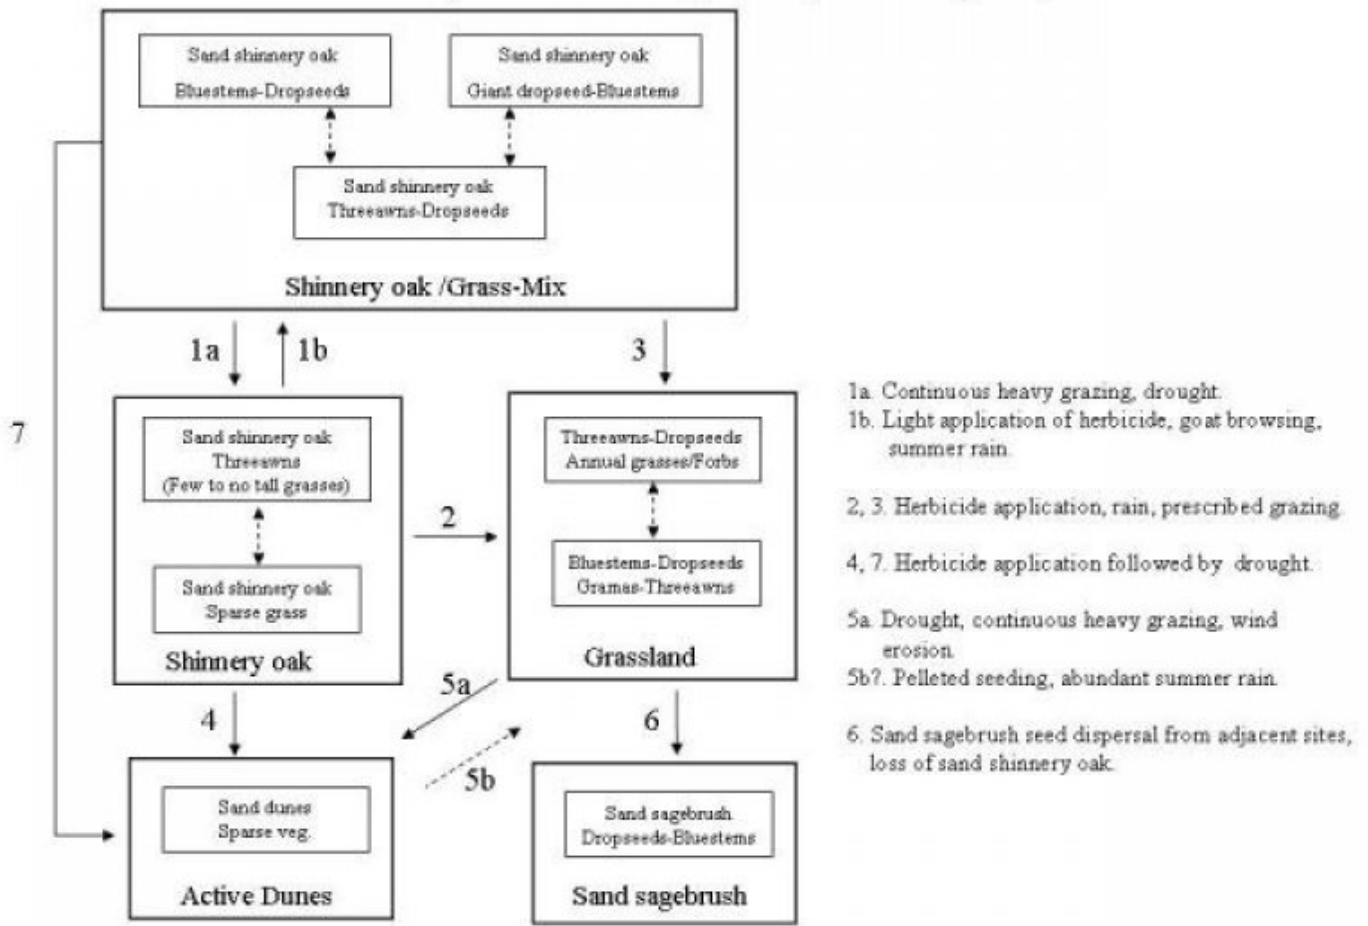 Sand shinnery oak
Bluestems-Dropseeds
Sand shinnery oak
Giant dropseed-Bluestems
Sand shinnery oak
Threeawns-Dropseeds
Shinnery oak /Grass-Mix
1a
1b
3
7
Sand shinnery oak
Threeawns
(Few to no tall grasses)
Sand shinnery oak
Sparse grass
Shinnery oak
2
Threeawns-Dropseeds
Annual grasses/Forbs
Bluestems-Dropseeds
Gramas-Threeawns
Grassland
4
5a
5b
6
Sand dunes
Sparse veg.
Active Dunes
Sand sagebrush
Dropseeds-Bluestems
Sand sagebrush
1a. Continuous heavy grazing, drought.
1b. Light application of herbicide, goat browsing,
summer rain.
2, 3. Herbicide application, rain, prescribed grazing.
4, 7. Herbicide application followed by drought.
5a. Drought, continuous heavy grazing, wind
erosion.
5b?. Pelleted seeding, abundant summer rain.
6. Sand sagebrush seed dispersal from adjacent sites,
loss of sand shinnery oak.